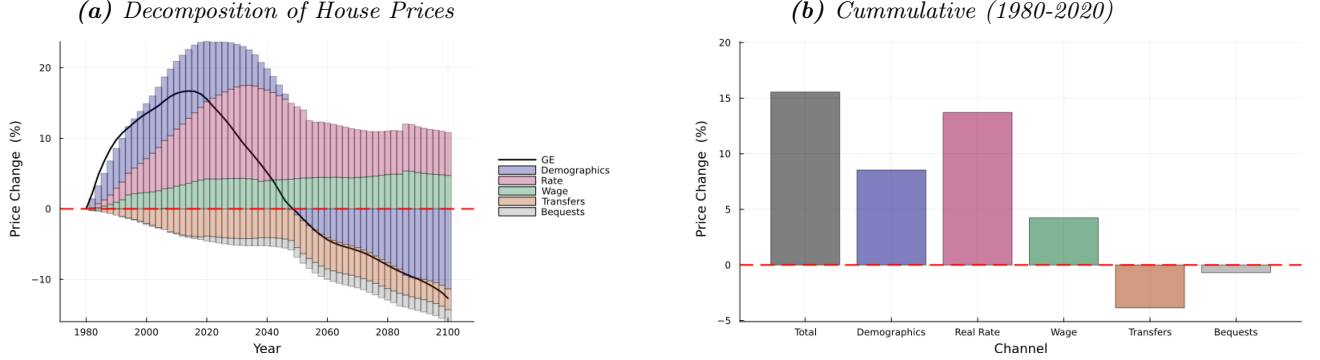 (a) Decomposition of House Prices
20
10
0
−10
Price Change (%)
1980
2000
2020
2040
2060
2080
2100
Year
GE
Demographics
Rate
Wage
Transfers
Bequests
(b) Cummulative (1980-2020)
20
15
10
5
0
−5
Price Change (%)
Total
Demographics
Real Rate
Wage
Transfers
Bequests
Channel